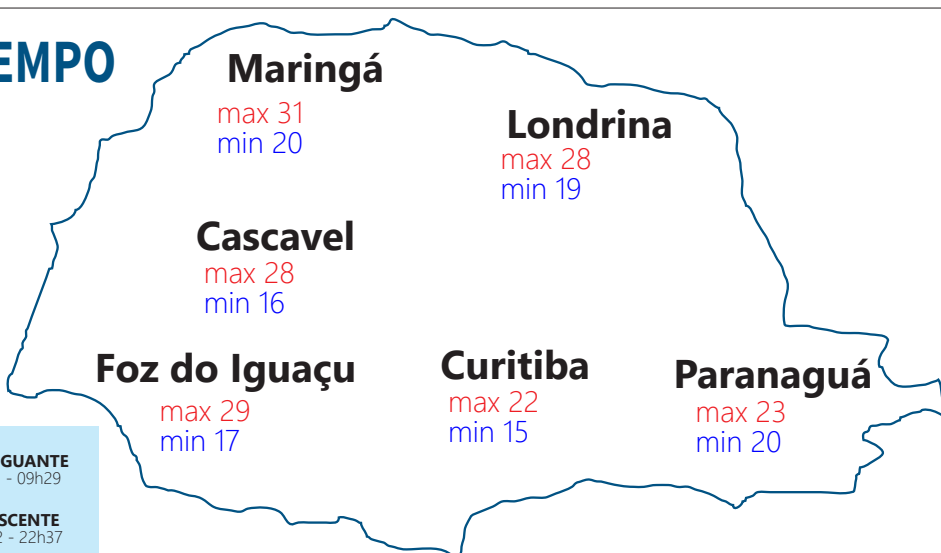 EMPO
Maringá
max 31
min 20
Londrina
max 28
min 19
Cascavel
max 28
min 16
Foz do Iguaçu
max 29
min 17
Curitiba
max 22
min 15
Paranaguá
max 23
min 20
GUANTE
- 09h29
SCENTE
2 - 22h37